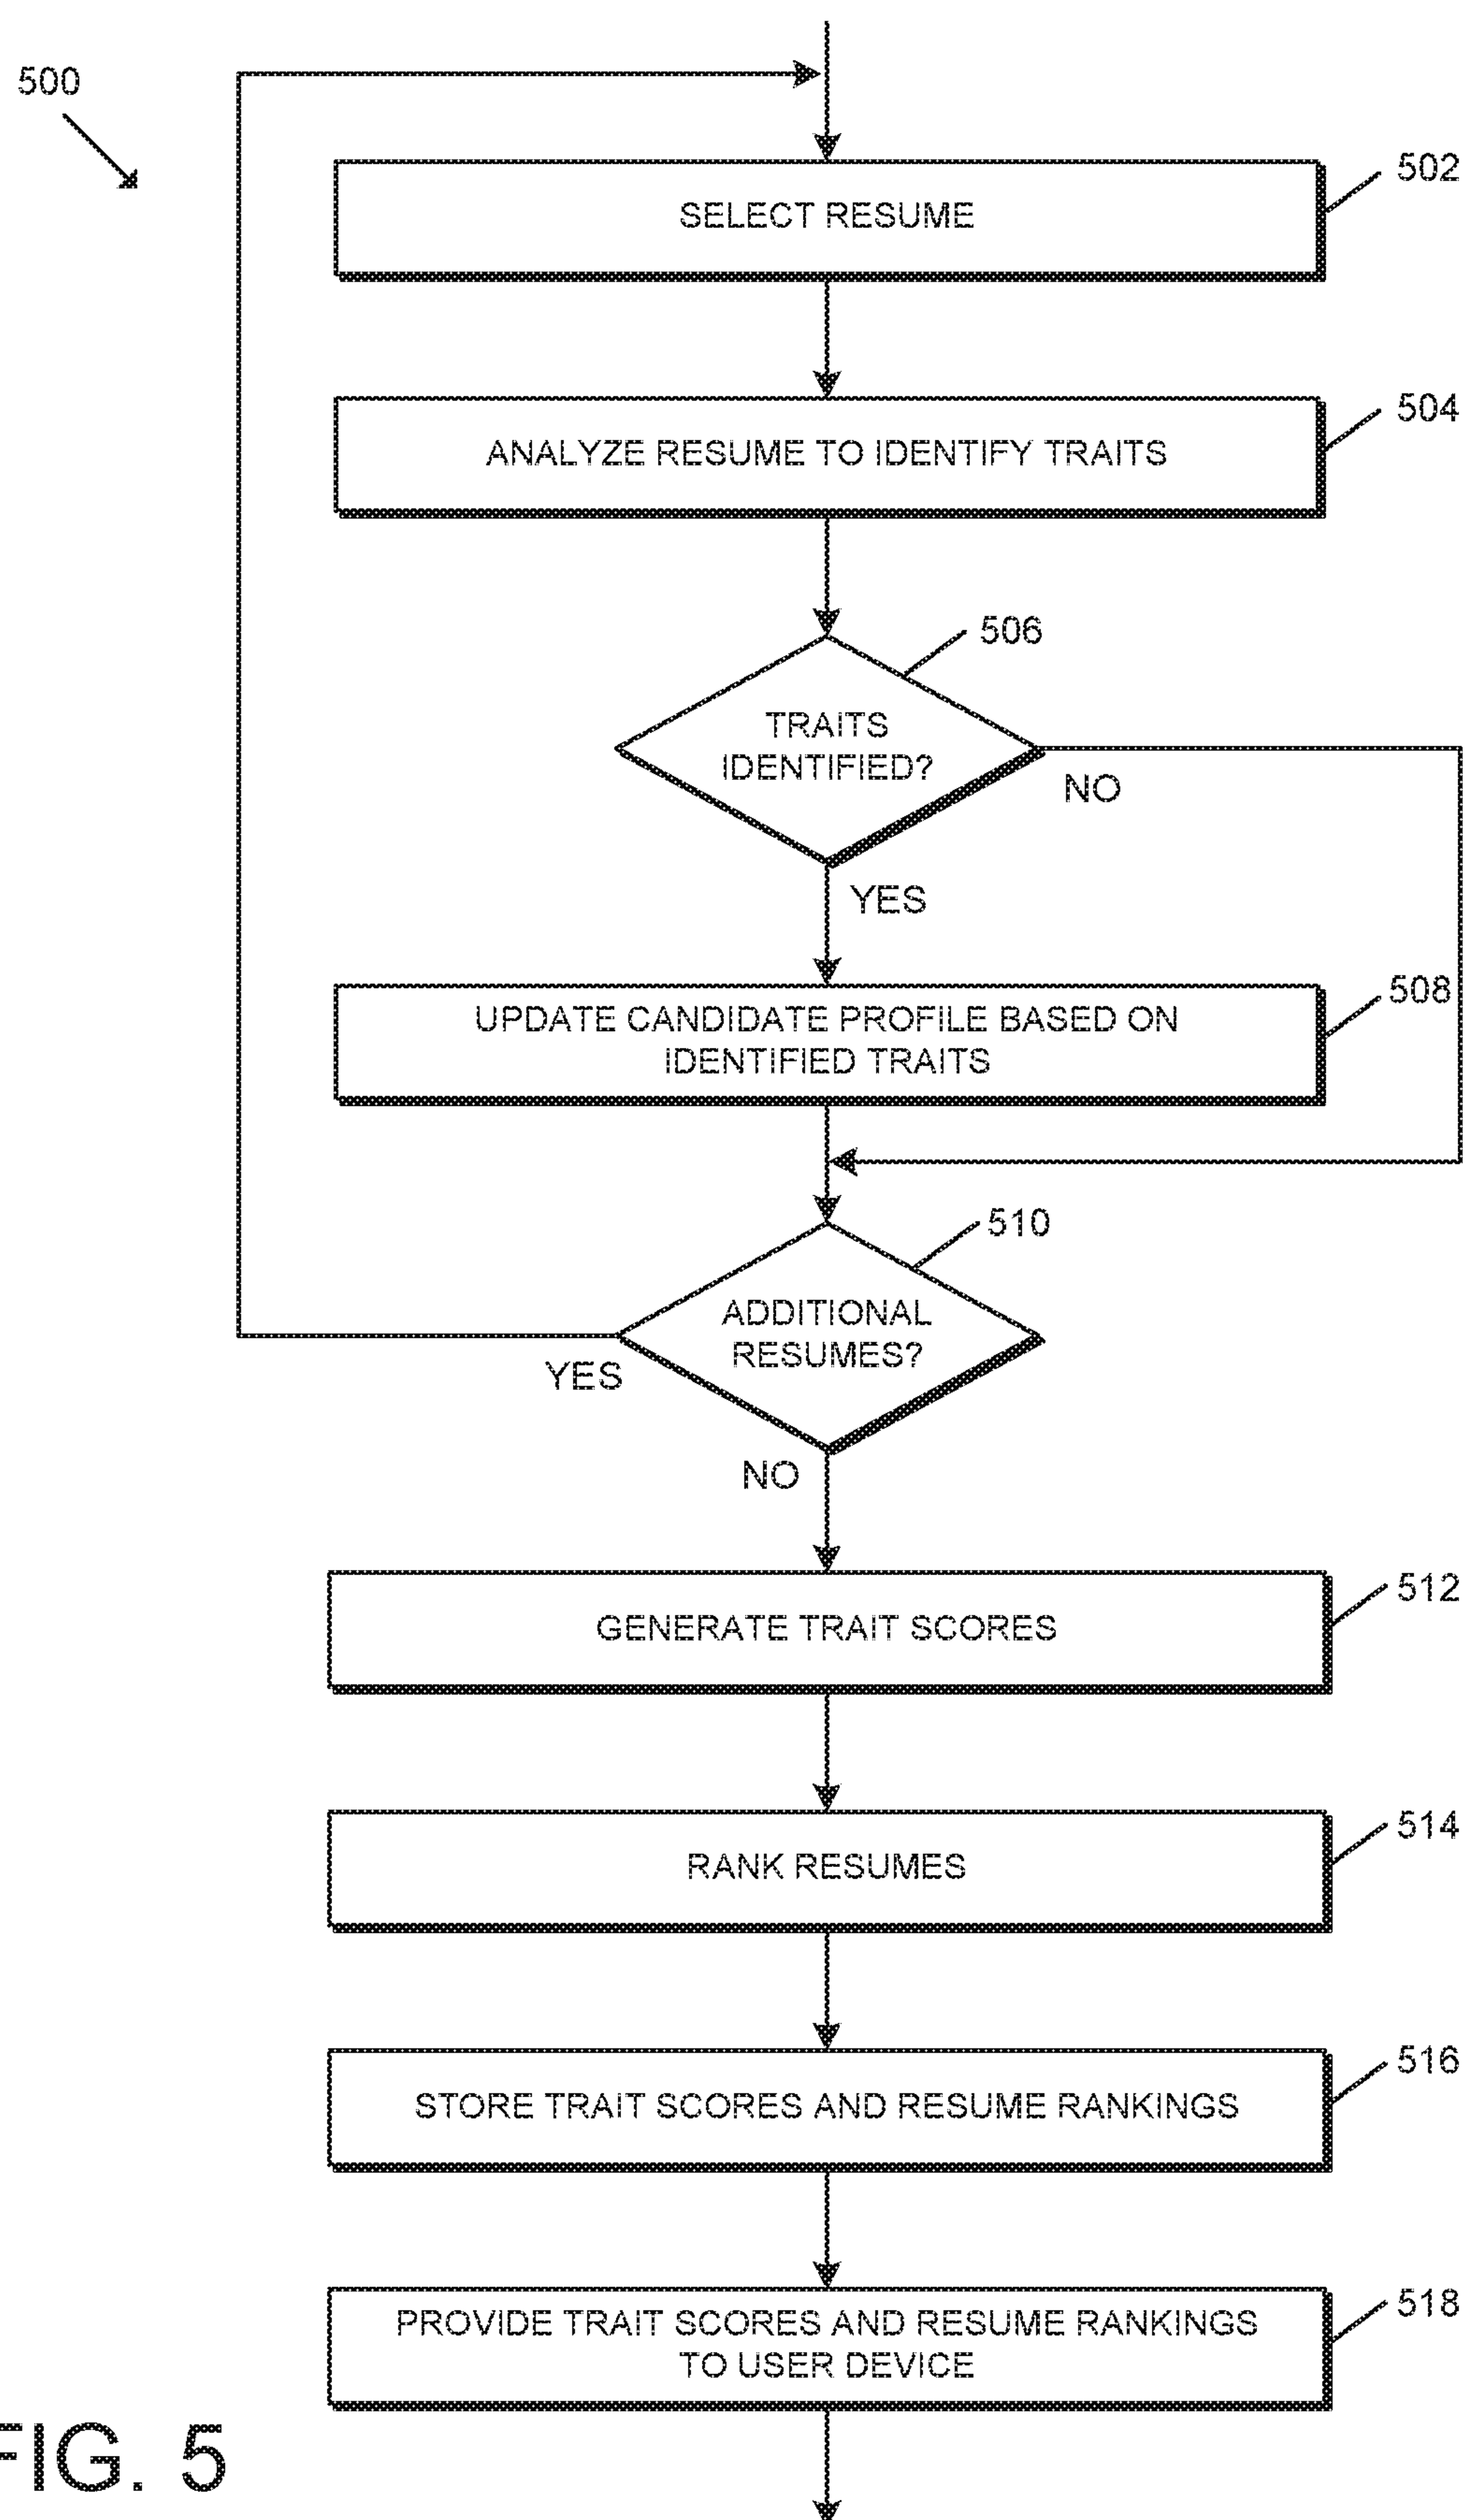 500
502
SELECT RESUME
504
ANALYZE RESUME TO IDENTIFY TRAITS
506
TRAITS
IDENTIFIED?
NO
YES
508
UPDATE CANDIDATE PROFILE BASED ON
IDENTIFIED TRAITS
510
ADDITIONAL
RESUMES?
YES
NO
512
GENERATE TRAIT SCORES
514
RANK RESUMES
516
STORE TRAIT SCORES AND RESUME RANKINGS
518
PROVIDE TRAIT SCORES AND RESUME RANKINGS
TO USER DEVICE
FIG. 5